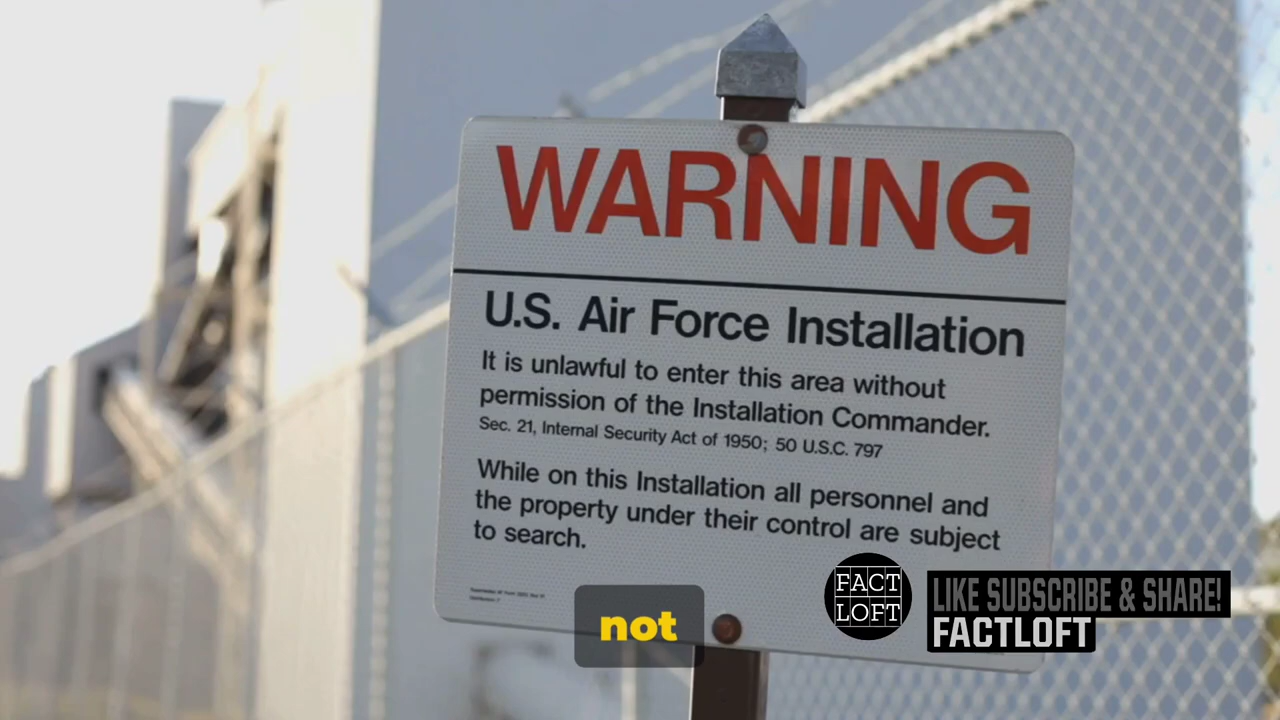 WARNING
U.S. Air Force Installation
It is unlawful to enter this area without
permission of the Installation Commander.
Sec. 21, Internal Security Act of 1950; 50 U.S.C. 797
While on this Installation all personnel and
the property under their control are subject
to search.
not
FACT
LOFT
LIKE SUBSCRIBE & SHARE!
FACTLOFT